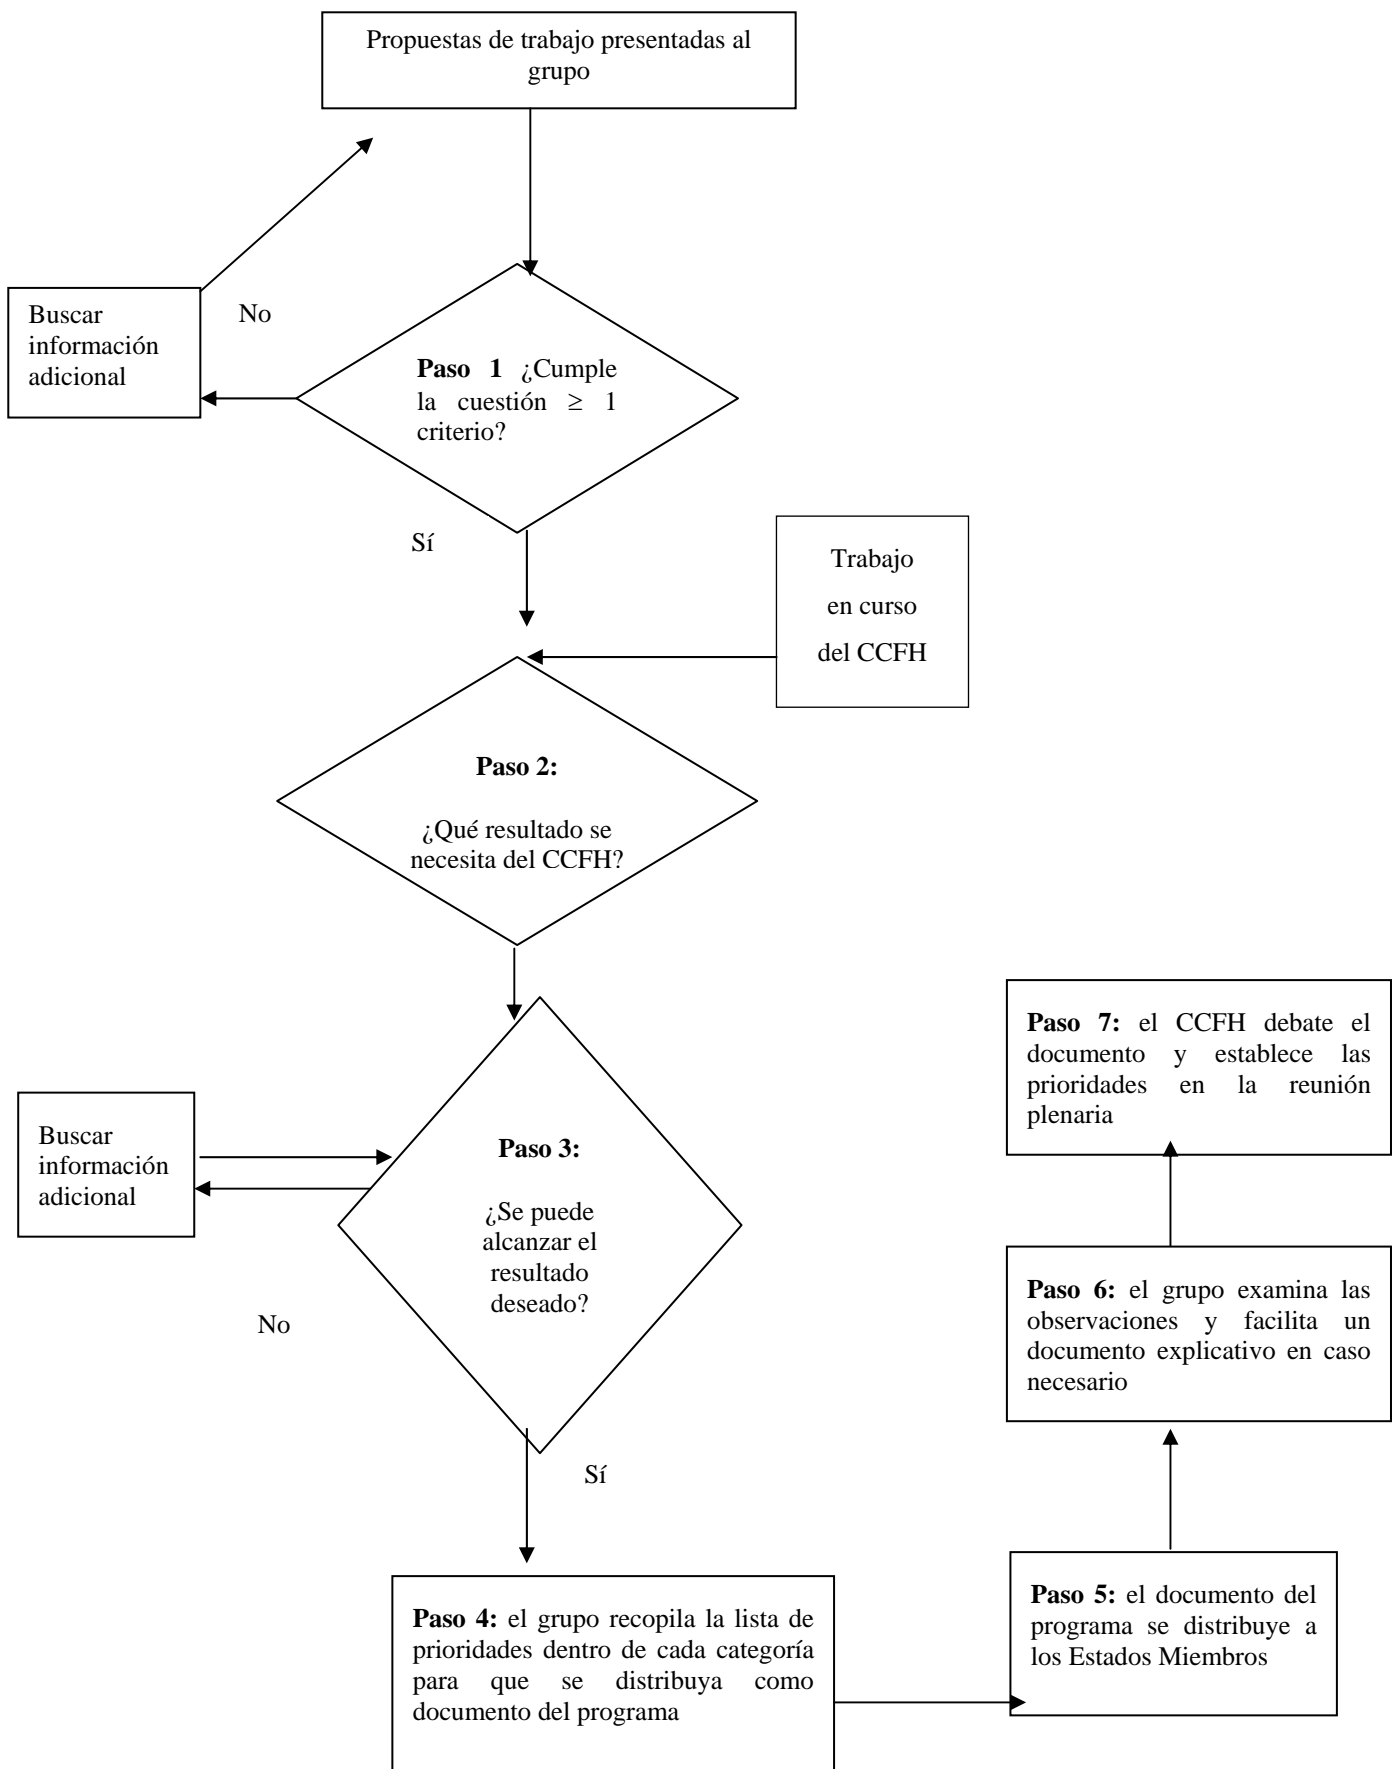 Propuestas de trabajo presentadas al
grupo
Buscar
información
adicional
No
Paso 1 ¿Cumple
la cuestión ≥ 1
criterio?
Sí
Trabajo
en curso
del CCFH
Paso 2:
¿Qué resultado se
necesita del CCFH?
Buscar
información
adicional
Paso 3:
¿Se puede
alcanzar el
resultado
deseado?
No
Sí
Paso 4: el grupo recopila la lista de
prioridades dentro de cada categoría
para que se distribuya como
documento del programa
Paso 5: el documento del
programa se distribuye a
los Estados Miembros
Paso 6: el grupo examina las
observaciones y facilita un
documento explicativo en caso
necesario
Paso 7: el CCFH debate el
documento y establece las
prioridades en la reunión
plenaria